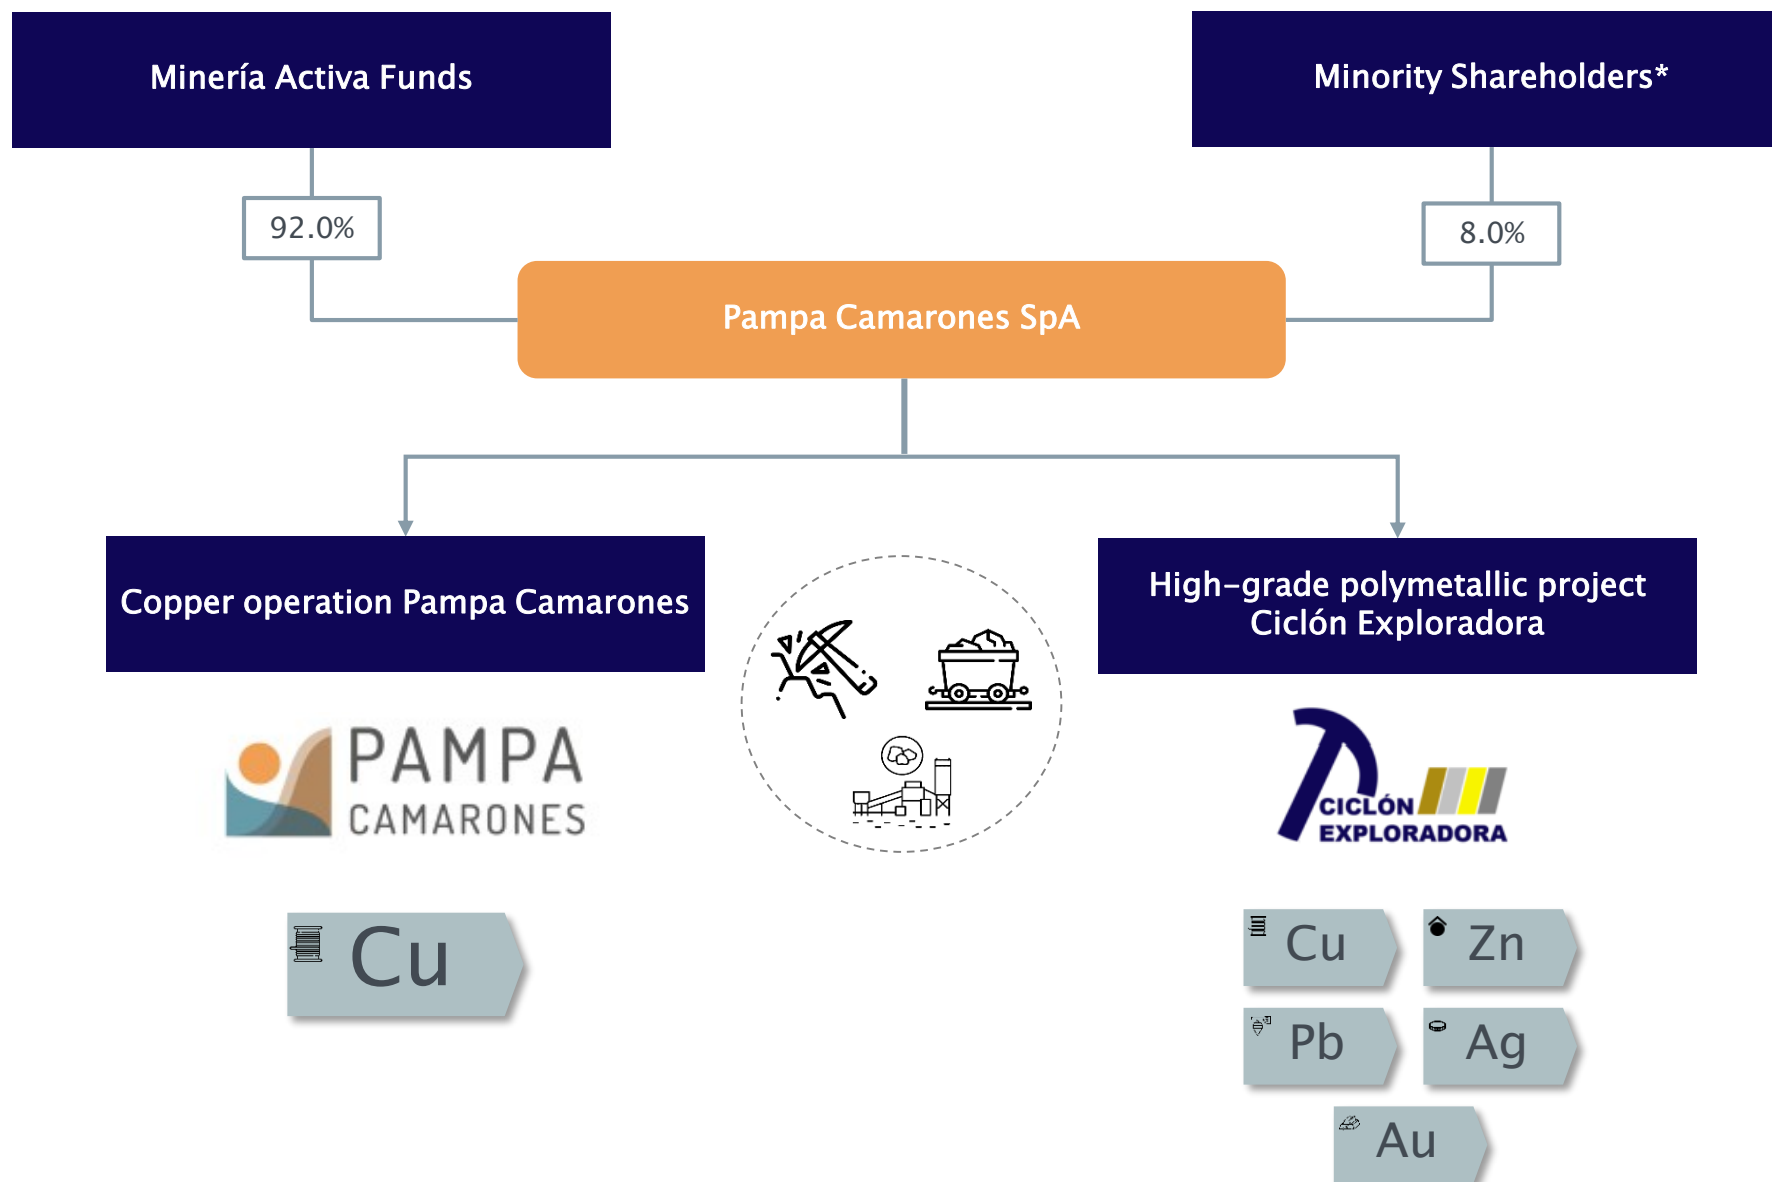 Minería Activa Funds
Minority Shareholders*
92.0%
8.0%
Pampa Camarones SpA
Copper operation Pampa Camarones
High-grade polymetallic project
Ciclón Exploradora
PAMPA
CAMARONES
CICLÓN
EXPLORADORA
Cu
Cu
Zn
Pb
Ag
Au